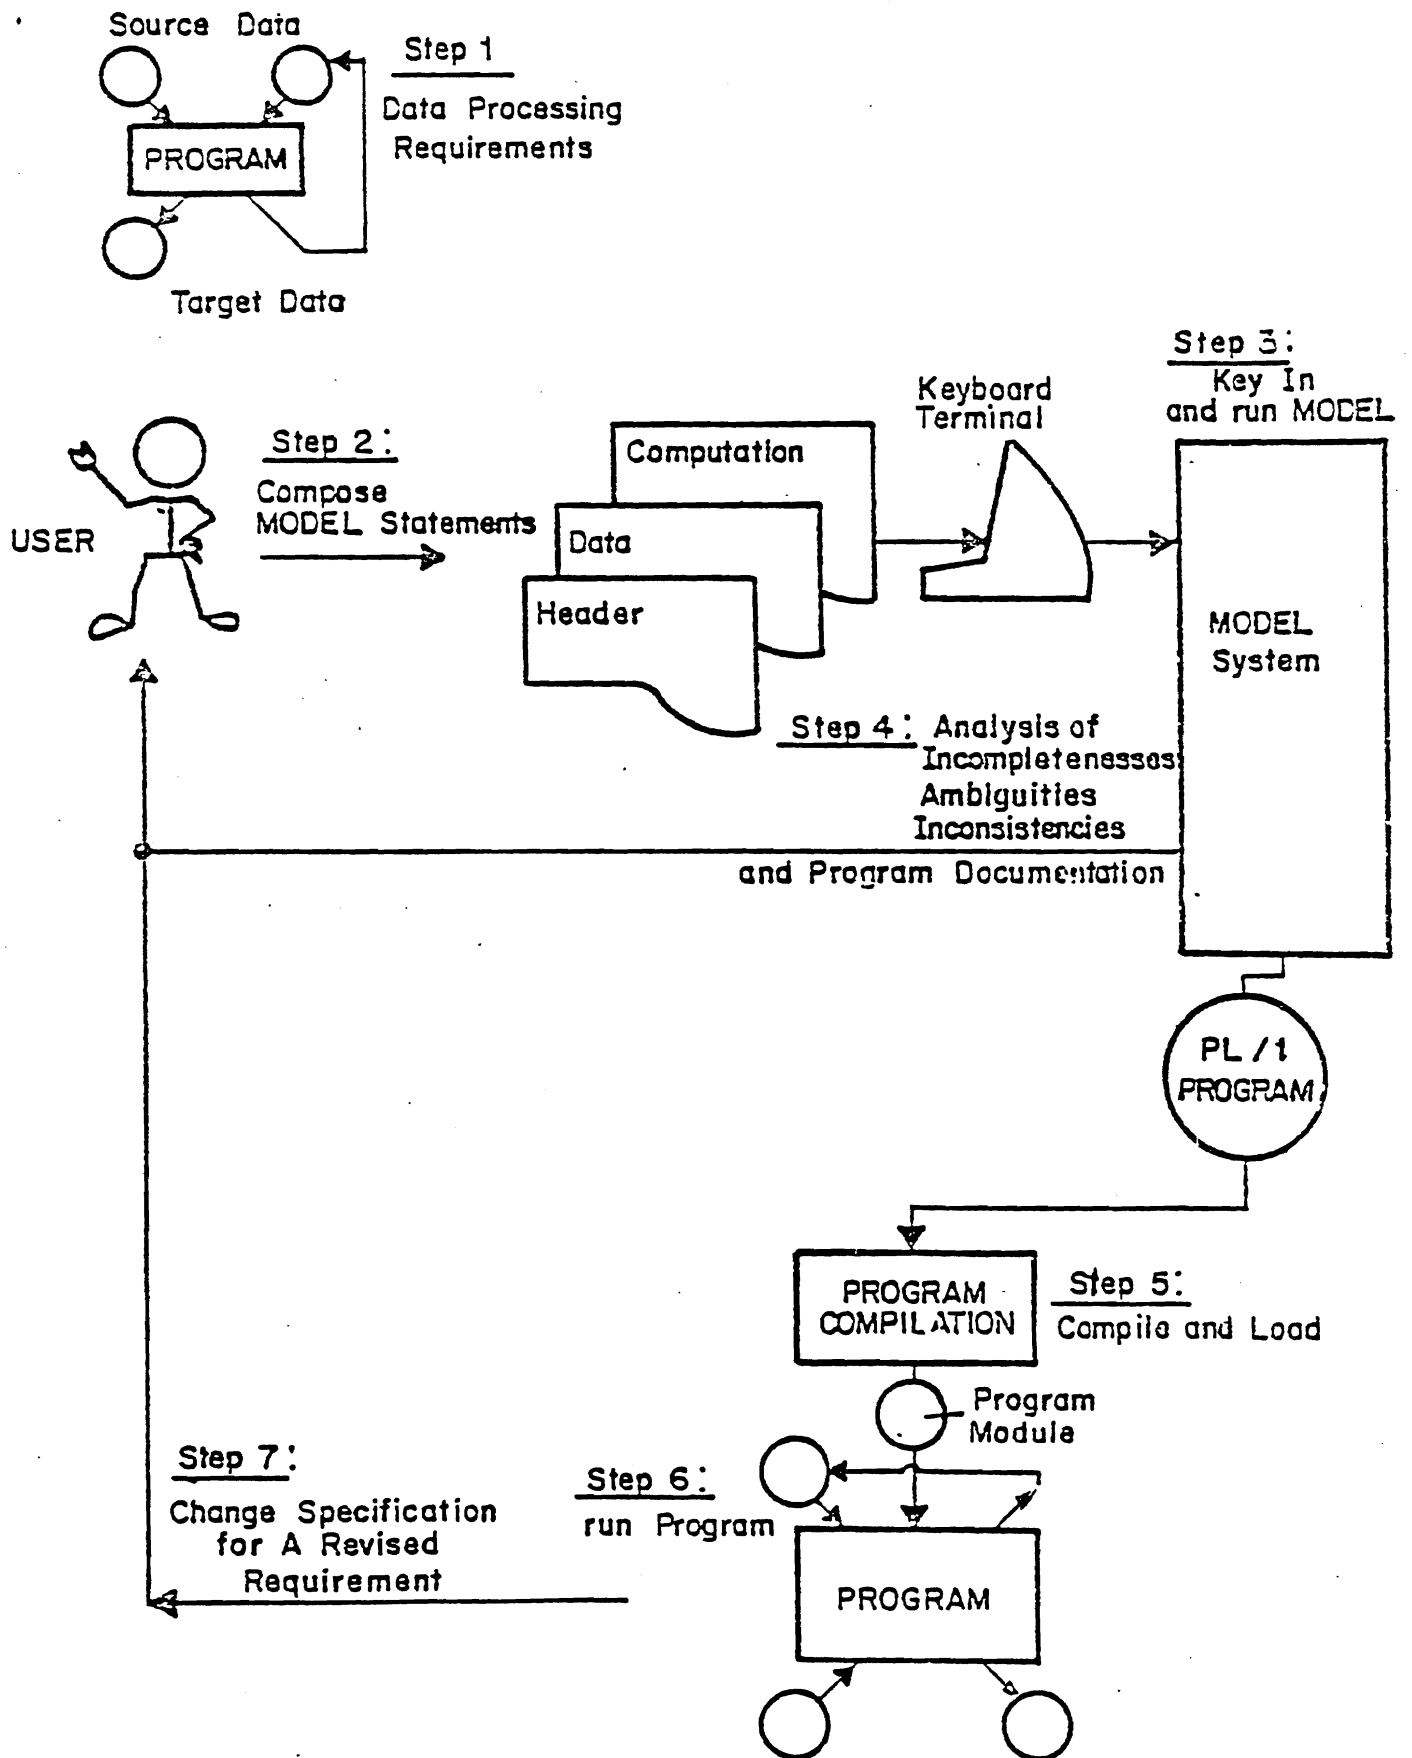 Source Data
Step 1
Data Processing
Requirements
PROGRAM
Target Data
USER
Step 2:
Compose
MODEL Statements
Computation
Data
Header
Keyboard
Terminal
Step 3:
Key In
and run MODEL
MODEL
System
Step 4: Analysis of
Incompletenesses
Ambiguities
Inconsistencies
and Program Documentation
PL/1
PROGRAM
PROGRAM
COMPILATION
Step 5:
Compile and Load
Program
Module
Step 6:
run Program
PROGRAM
Step 7:
Change Specification
for A Revised
Requirement